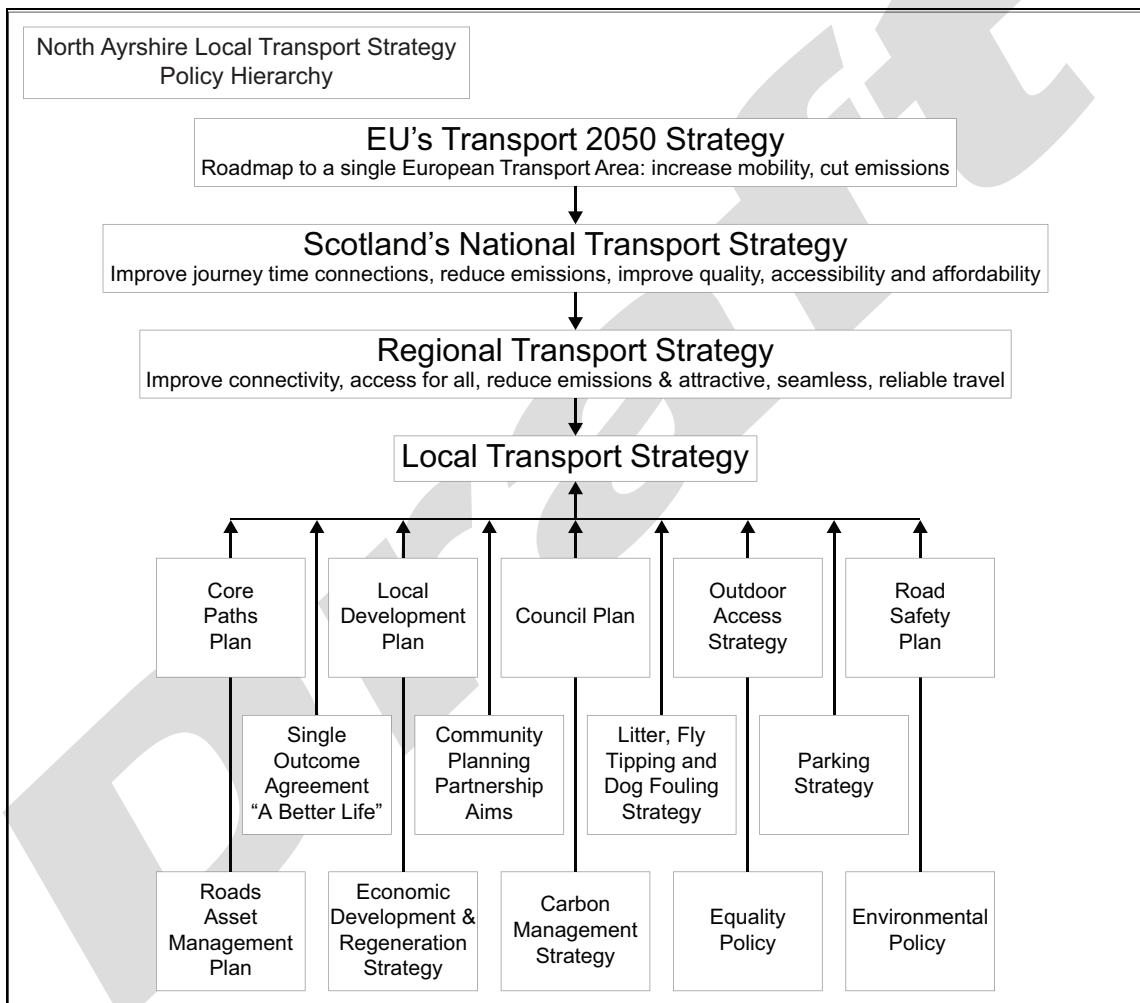 North Ayrshire Local Transport Strategy
Policy Hierarchy
EU’s Transport 2050 Strategy
Roadmap to a single European Transport Area: increase mobility, cut emissions
Scotland’s National Transport Strategy
Improve journey time connections, reduce emissions, improve quality, accessibility and affordability
Regional Transport Strategy
Improve connectivity, access for all, reduce emissions & attractive, seamless, reliable travel
Local Transport Strategy
Core
Paths
Plan
Local
Development
Plan
Council Plan
Outdoor
Access
Strategy
Road
Safety
Plan
Single
Outcome
Agreement
“A Better Life”
Community
Planning
Partnership
Aims
Litter, Fly
Tipping and
Dog Fouling
Strategy
Parking
Strategy
Roads
Asset
Management
Plan
Economic
Development &
Regeneration
Strategy
Carbon
Management
Strategy
Equality
Policy
Environmental
Policy
Draft